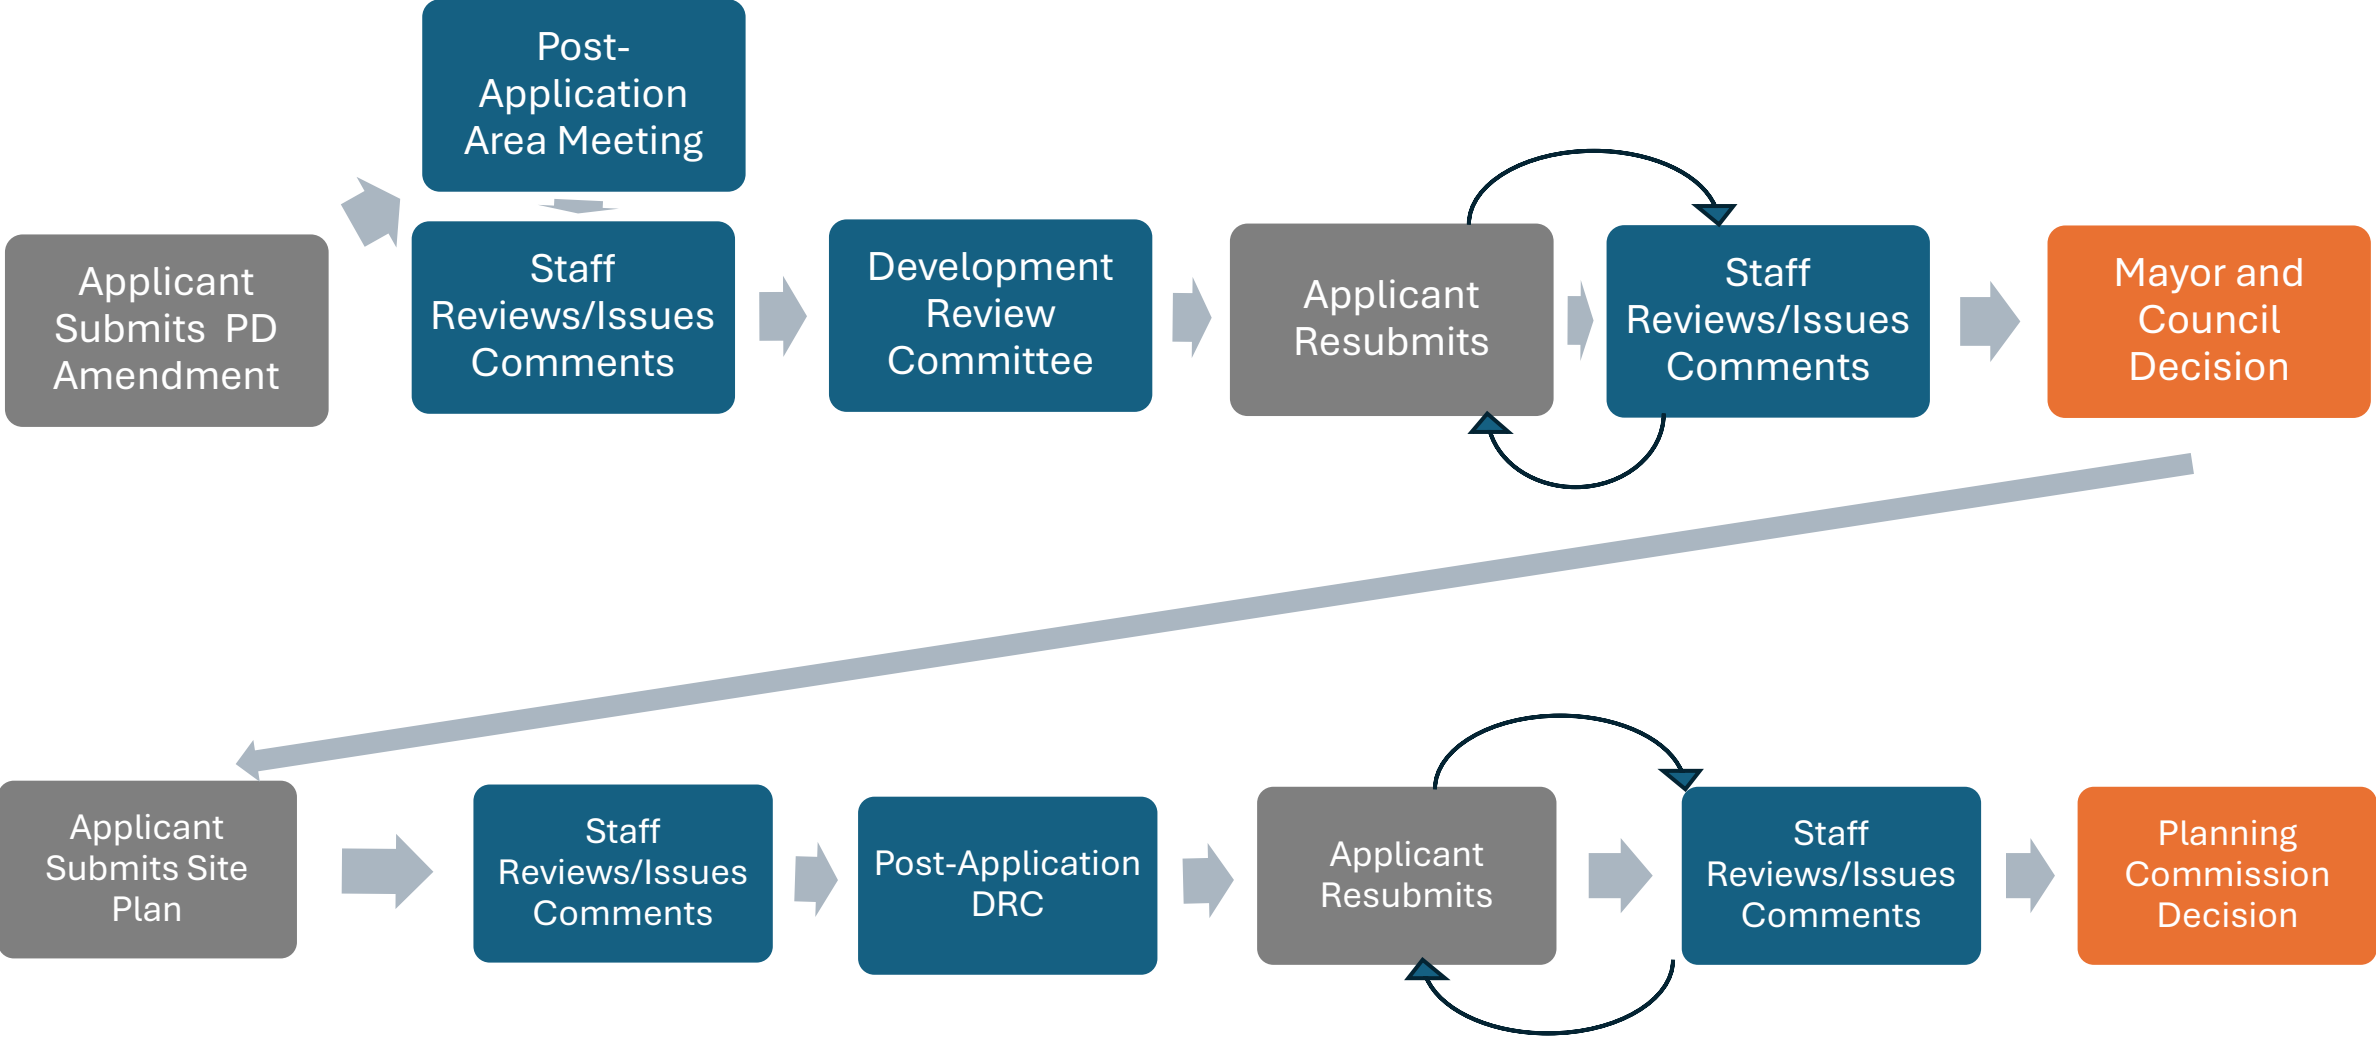 Post-
Application
Area Meeting
Applicant
Submits  PD
Amendment
Staff
Reviews/Issues
Comments
Development
Review
Committee
Applicant
Resubmits
Staff
Reviews/Issues
Comments
Mayor and
Council
Decision
Applicant
Submits Site
Plan
Staff
Reviews/Issues
Comments
Post-Application
DRC
Applicant
Resubmits
Staff
Reviews/Issues
Comments
Planning
Commission
Decision